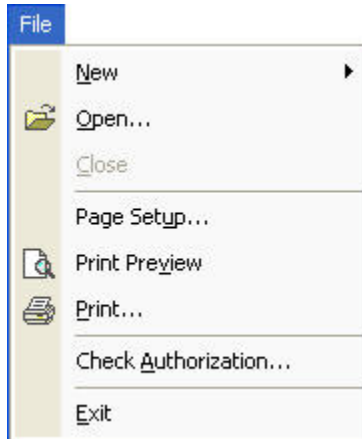 File
New
Open...
Close
Page Setup...
Print Preview
Print...
Check Authorization...
Exit